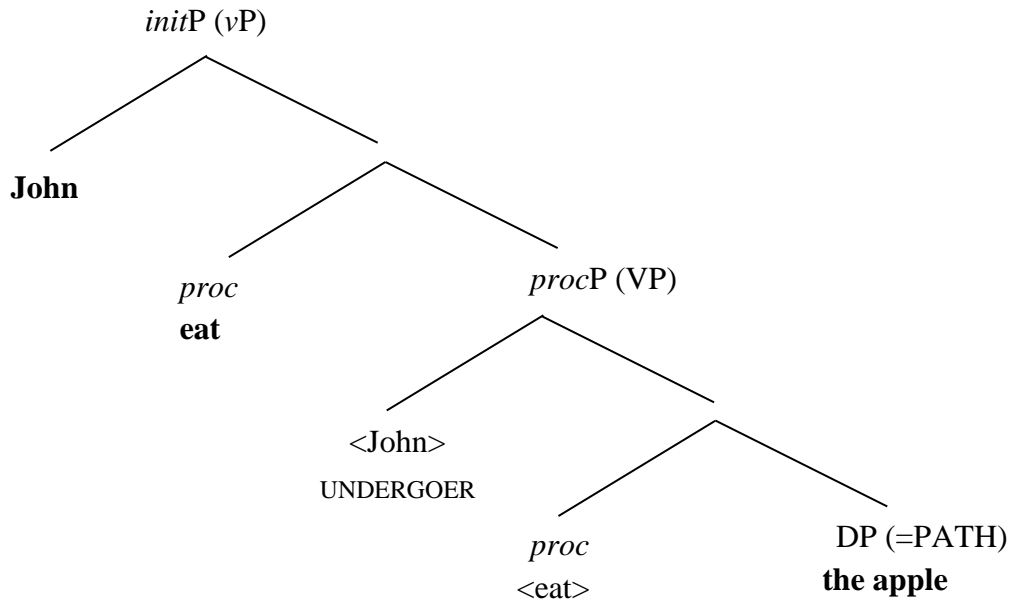 initP (vP)
John
proc
eat
procP (VP)
<John>
UNDERGOER
proc
<eat>
DP (=PATH)
the apple